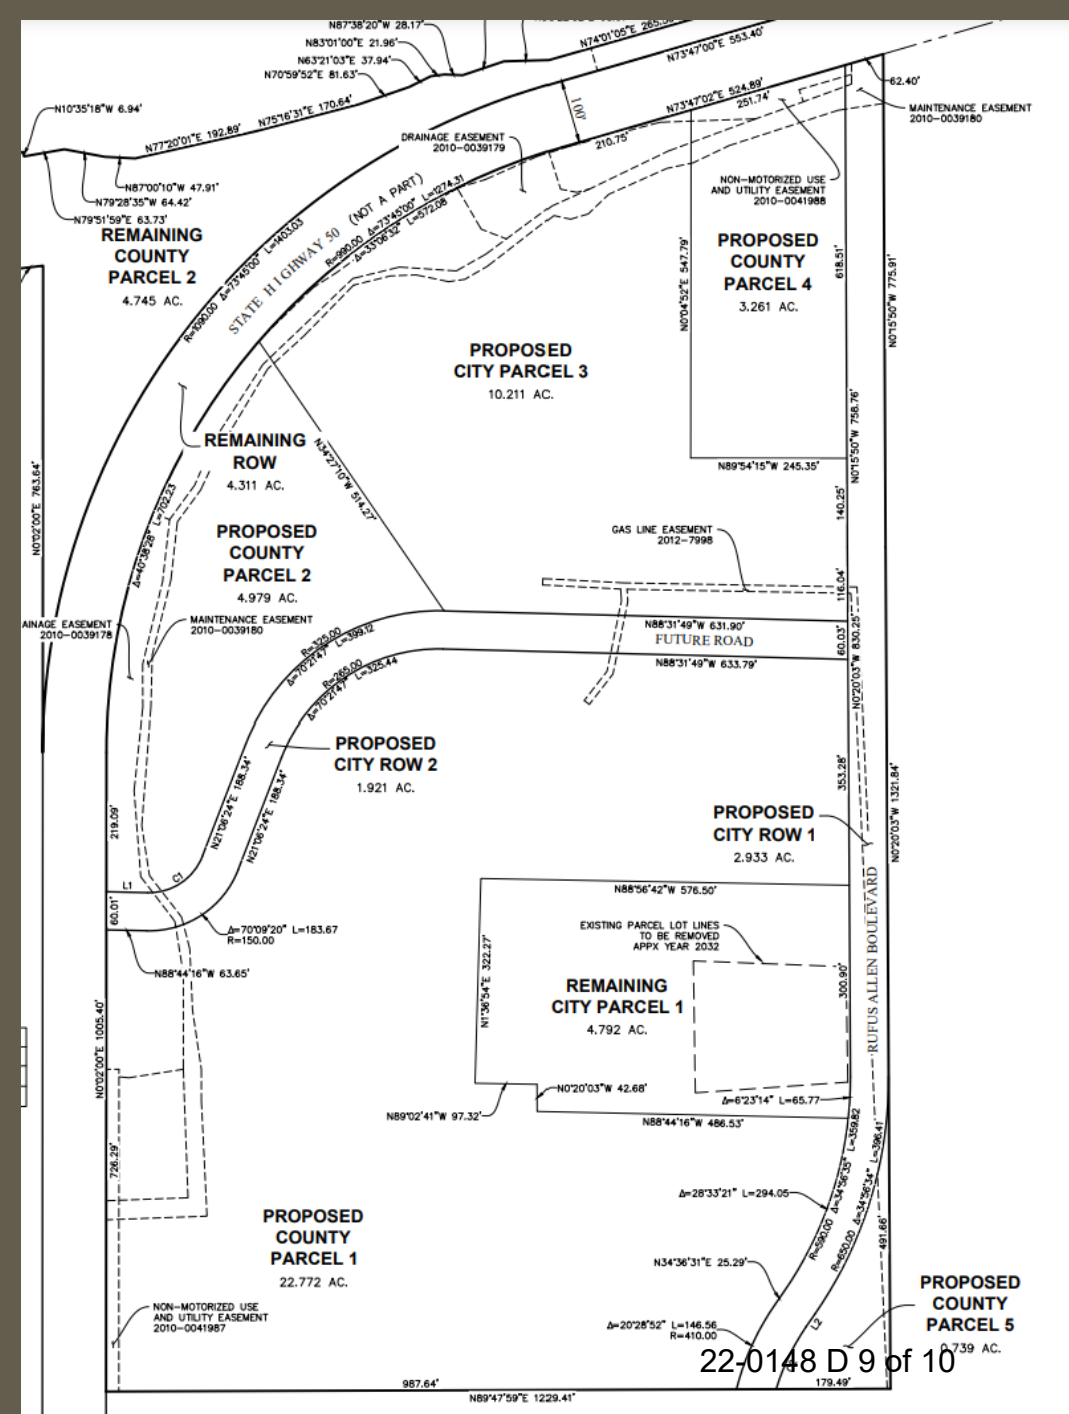 N87°38'20"W 28.17'
N83°01'00"E 21.96'
N63°21'03"E 37.94'
N70°59'52"E 81.63'
N74°01'05"E
N73°47'00"E 553.40'
N10°35'18"W 6.94'
N77°20'01"E 192.89'
N75°16'31"E 170.64'
N73°47'02"E 524.89'
251.74'
62.40'
100'
210.75'
DRAINAGE EASEMENT
2010-0039179
MAINTENANCE EASEMENT
2010-0039180
N87°00'10"W 47.91'
N79°28'35"W 64.42'
N79°51'59"E 63.73'
REMAINING
COUNTY
PARCEL 2
4.745 AC.
NON-MOTORIZED USE
AND UTILITY EASEMENT
2010-0041988
R=1090.00 Δ=73°45'00" L=1403.03
STATE HIGHWAY 50 (NOT A PART)
R=990.00 Δ=73°45'00" L=1274.31
Δ=33°06'32" L=572.08
PROPOSED
COUNTY
PARCEL 4
3.261 AC.
N0°04'52"E 547.79'
618.51'
N0°15'50"W 775.91'
N0°15'50"W 758.76'
PROPOSED
CITY PARCEL 3
10.211 AC.
N89°54'15"W 245.35'
140.25'
REMAINING
ROW
4.311 AC.
N34°27'10"W 514.27'
N0°02'00"E 763.64'
Δ=40°38'28" L=702.23
PROPOSED
COUNTY
PARCEL 2
4.979 AC.
GAS LINE EASEMENT
2012-7998
116.04'
AINAGE EASEMENT
2010-0039178
MAINTENANCE EASEMENT
2010-0039180
R=325.00
Δ=70°21'47" L=399.12
R=265.00
Δ=70°21'47" L=325.44
N88°31'49"W 631.90'
FUTURE ROAD
N88°31'49"W 633.79'
60.03'
N0°20'03"W 830.25'
PROPOSED
CITY ROW 2
1.921 AC.
N21°06'24"E 188.34'
N21°06'24"E 188.34'
353.28'
N0°20'03"W 1321.84'
219.09'
PROPOSED
CITY ROW 1
2.933 AC.
L1
C1
60.01'
N88°56'42"W 576.50'
Δ=70°09'20" L=183.67
R=150.00
N88°44'16"W 63.65'
EXISTING PARCEL LOT LINES
TO BE REMOVED
APPX YEAR 2032
N1°36'54"E 322.27'
REMAINING
CITY PARCEL 1
4.792 AC.
300.90'
RUFUS ALLEN BOULEVARD
N0°02'00"E 1005.40'
N0°20'03"W 42.68'
N89°02'41"W 97.32'
Δ=6°23'14" L=65.77
N88°44'16"W 486.53'
726.29'
Δ=34°56'35" L=359.82
R=590.00
Δ=34°56'34" L=396.41'
R=650.00
Δ=28°33'21" L=294.05
491.66'
PROPOSED
COUNTY
PARCEL 1
22.772 AC.
N34°36'31"E 25.29'
NON-MOTORIZED USE
AND UTILITY EASEMENT
2010-0041987
Δ=20°28'52" L=146.56
R=410.00
L2
PROPOSED
COUNTY
PARCEL 5
0.739 AC.
22-0148 D 9 of 10
987.64'
179.49'
N89°47'59"E 1229.41'